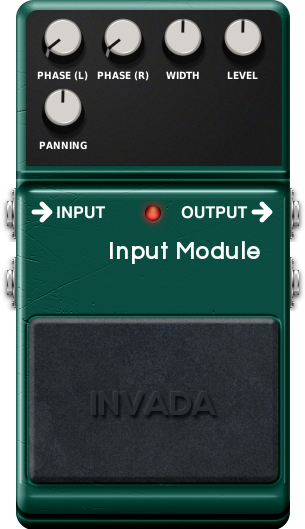 PHASE (L) PHASE (R) WIDTH LEVEL
PANNING
INPUT OUTPUT
Input Module
INVADA